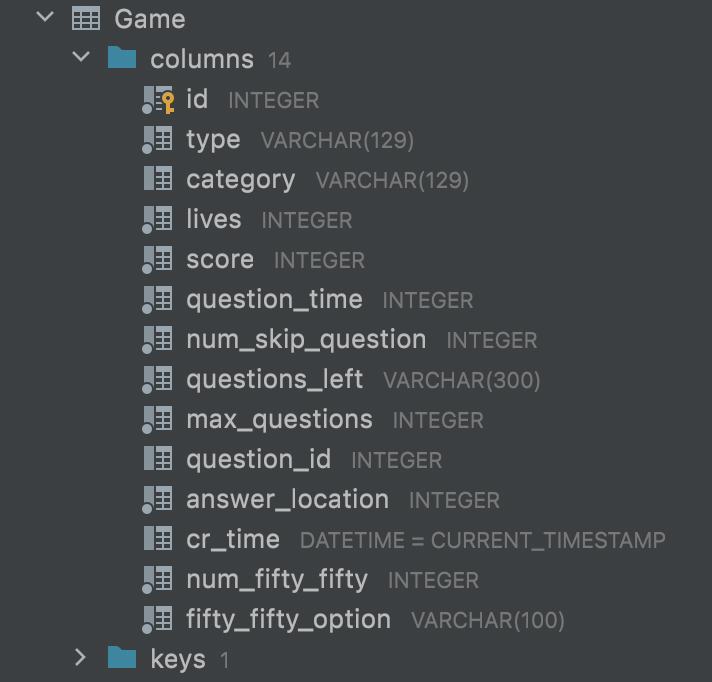 Game
columns 14
id INTEGER
type VARCHAR(129)
category VARCHAR(129)
lives INTEGER
score INTEGER
question_time INTEGER
num_skip_question INTEGER
questions_left VARCHAR(300)
max_questions INTEGER
question_id INTEGER
answer_location INTEGER
cr_time DATETIME = CURRENT_TIMESTAMP
num_fifty_fifty INTEGER
fifty_fifty_option VARCHAR(100)
keys 1